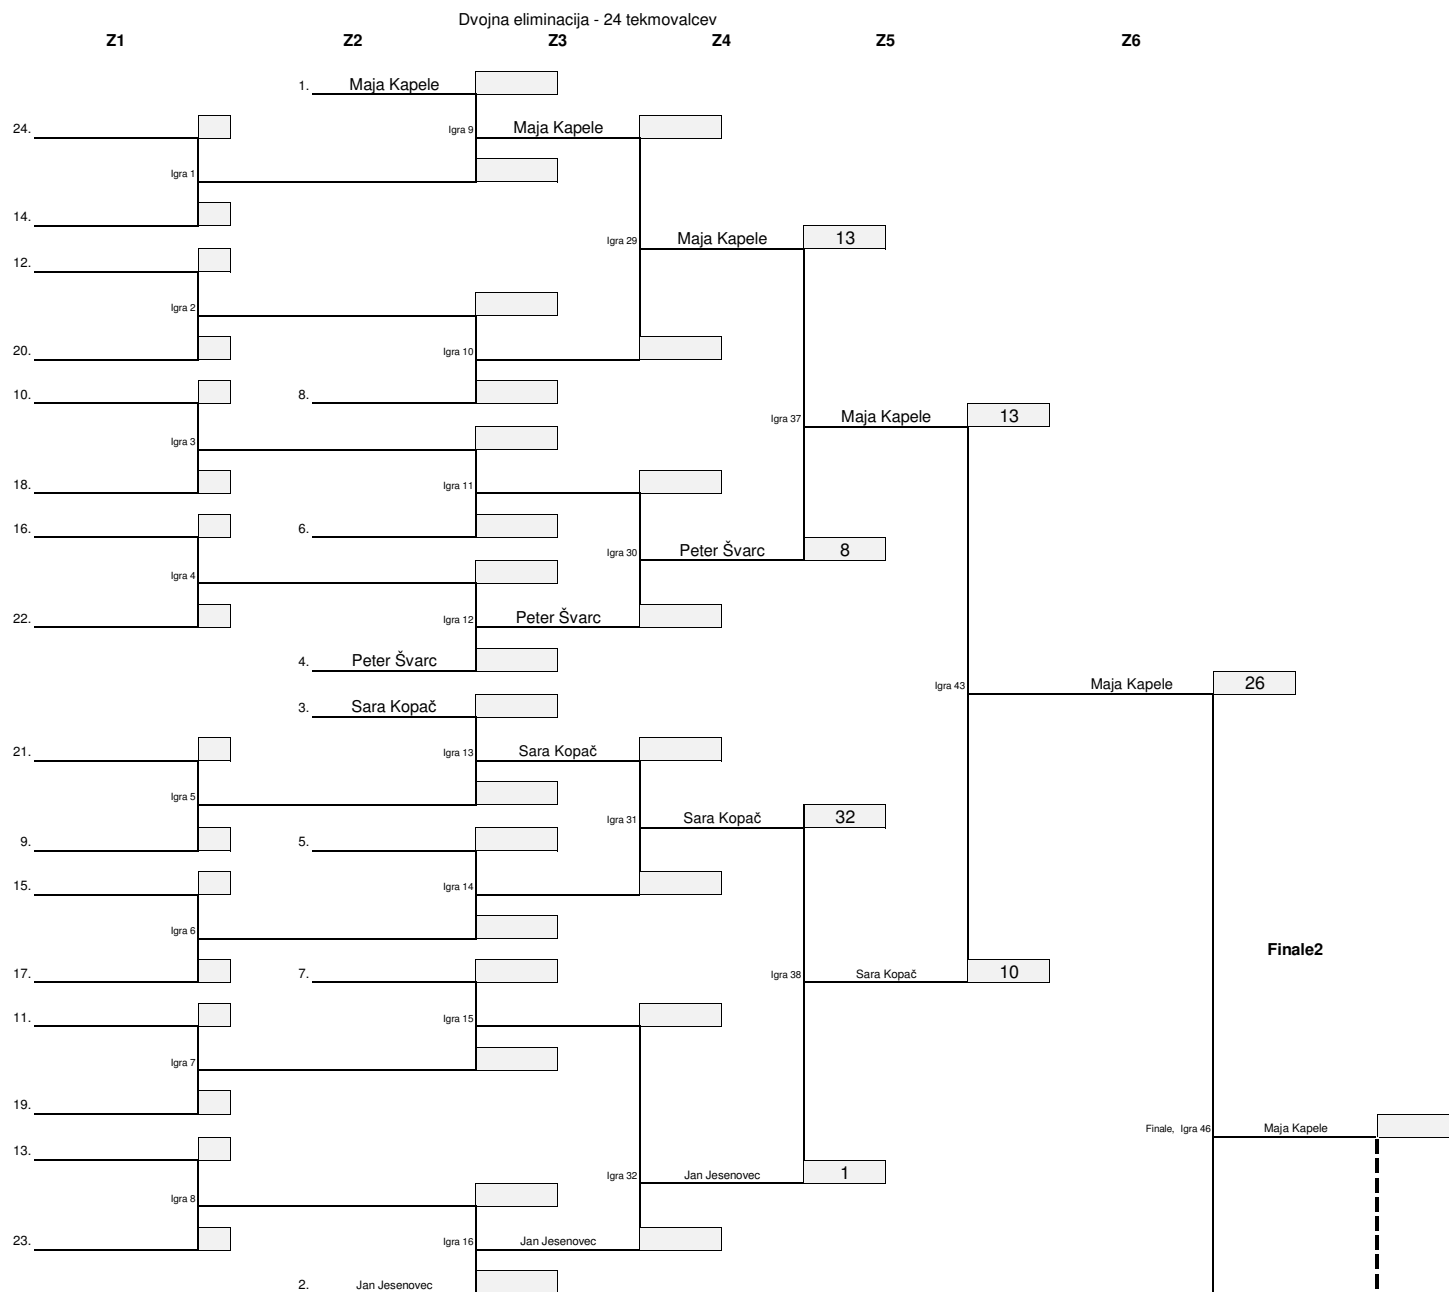 Dvojna eliminacija - 24 tekmovalcev
Z1 Z2 Z3 Z4 Z5 Z6
1. Maja Kapele
24. Igra 9 Maja Kapele
Igra 1
14.
Igra 29 Maja Kapele 13
12.
Igra 2
20. Igra 10
10. 8.
Igra 37 Maja Kapele 13
Igra 3
18. Igra 11
16. 6.
Igra 30 Peter Švarc 8
Igra 4
22. Igra 12 Peter Švarc
4. Peter Švarc
Igra 43 Maja Kapele 26
3. Sara Kopač
21. Igra 13 Sara Kopač
Igra 5
Igra 31 Sara Kopač 32
9. 5.
15. Igra 14
Igra 6
Finale2
17. 7. Igra 38 Sara Kopač 10
11. Igra 15
Igra 7
19.
Finale, Igra 46 Maja Kapele
13.
Igra 32 Jan Jesenovec 1
Igra 8
23. Igra 16 Jan Jesenovec
2. Jan Jesenovec